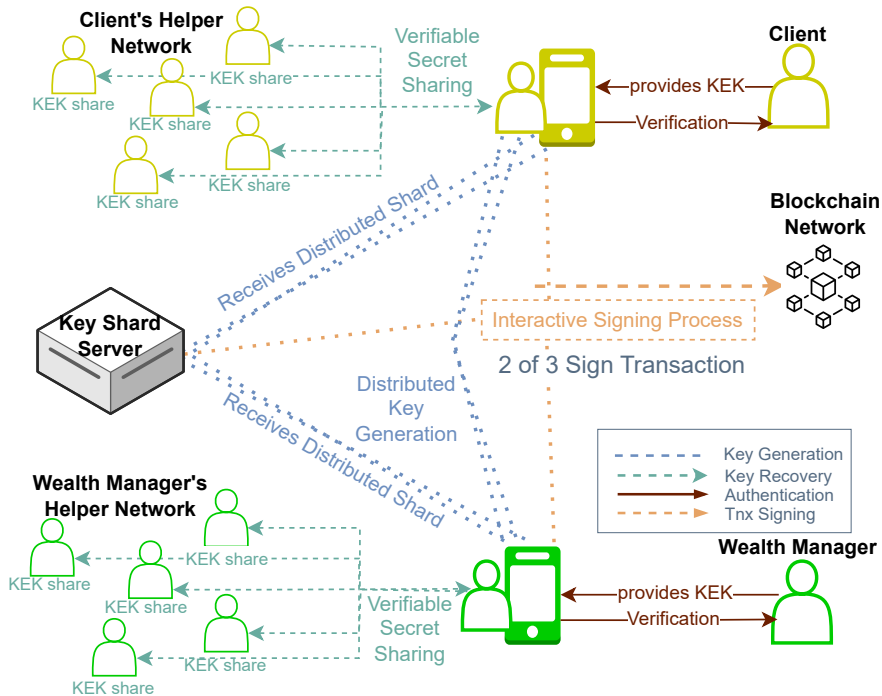 Client's Helper
Network
KEK share
KEK share
KEK share
KEK share
KEK share
Verifiable
Secret
Sharing
Client
provides KEK
Verification
Receives Distributed Shard
Blockchain
Network
Key Shard
Server
Interactive Signing Process
2 of 3 Sign Transaction
Distributed
Key
Generation
Receives Distributed Shard
Key Generation
Key Recovery
Authentication
Tnx Signing
Wealth Manager's
Helper Network
KEK share
KEK share
KEK share
KEK share
KEK share
Verifiable
Secret
Sharing
Wealth Manager
provides KEK
Verification